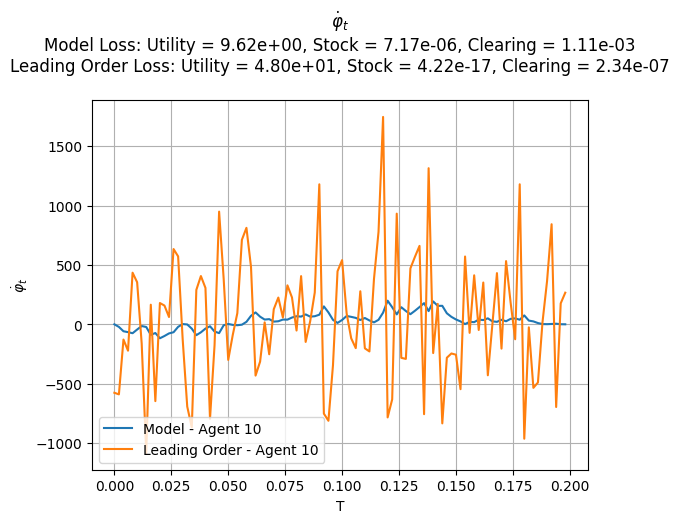 φ̇_t
Model Loss: Utility = 9.62e+00, Stock = 7.17e-06, Clearing = 1.11e-03
Leading Order Loss: Utility = 4.80e+01, Stock = 4.22e-17, Clearing = 2.34e-07
φ̇_t
1500
1000
500
0
−500
−1000
Model - Agent 10
Leading Order - Agent 10
0.000 0.025 0.050 0.075 0.100 0.125 0.150 0.175 0.200
T